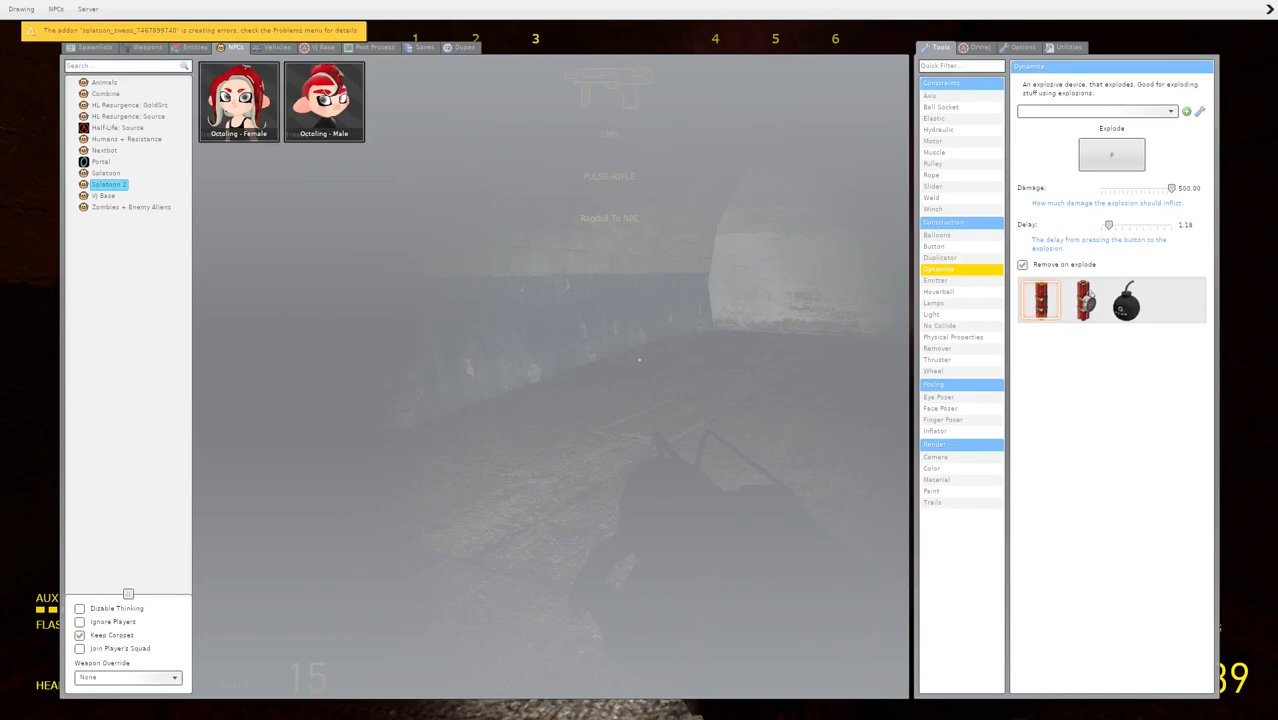 Drawing NPCs Server
The addon "splatoon_sweps_7467899740" is creating errors, check the Problems menu for details
1 2 3 4 5 6
Spawnlists Weapons Entities NPCs Vehicles VJ Base Post Process Saves Dupes
Search...
Animals
Combine
HL Resurgence: GoldSrc
HL Resurgence: Source
Half-Life: Source
Humans + Resistance
Nextbot
Portal
Splatoon
Splatoon 2
VJ Base
Zombies + Enemy Aliens
Octoling - Female
Octoling - Male
SMG
PULSE-RIFLE
Ragdoll To NPC
Disable Thinking
Ignore Players
Keep Corpses
Join Player's Squad
Weapon Override
None
AUX
FLAS
HEA
15
39
Tools DrVrej Options Utilities
Quick Filter...
Constraints
Axis
Ball Socket
Elastic
Hydraulic
Motor
Muscle
Pulley
Rope
Slider
Weld
Winch
Construction
Balloons
Button
Duplicator
Dynamite
Emitter
Hoverball
Lamps
Light
No Collide
Physical Properties
Remover
Thruster
Wheel
Posing
Eye Poser
Face Poser
Finger Poser
Inflator
Render
Camera
Color
Material
Paint
Trails
Dynamite
An explosive device, that explodes. Good for exploding
stuff using explosions.
Explode
P
Damage: 500.00
How much damage the explosion should inflict.
Delay: 1.18
The delay from pressing the button to the
explosion.
Remove on explode